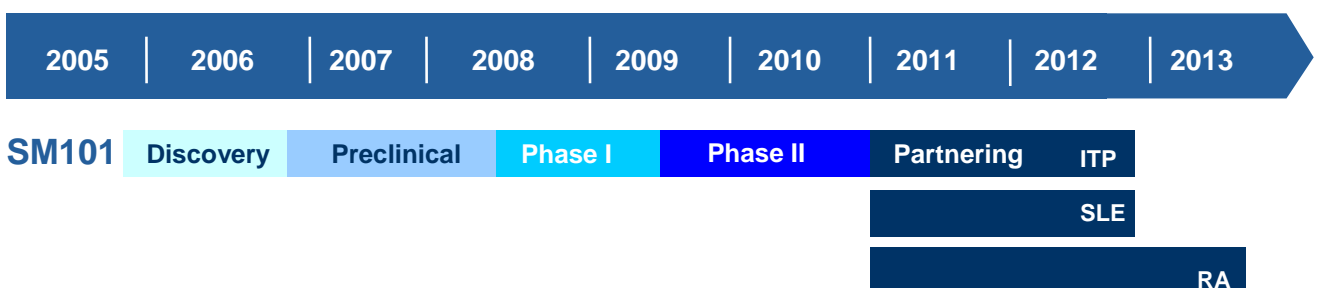 2005 2006 2007 2008 2009 2010 2011 2012 2013
SM101 Discovery Preclinical Phase I Phase II Partnering ITP
SLE
RA